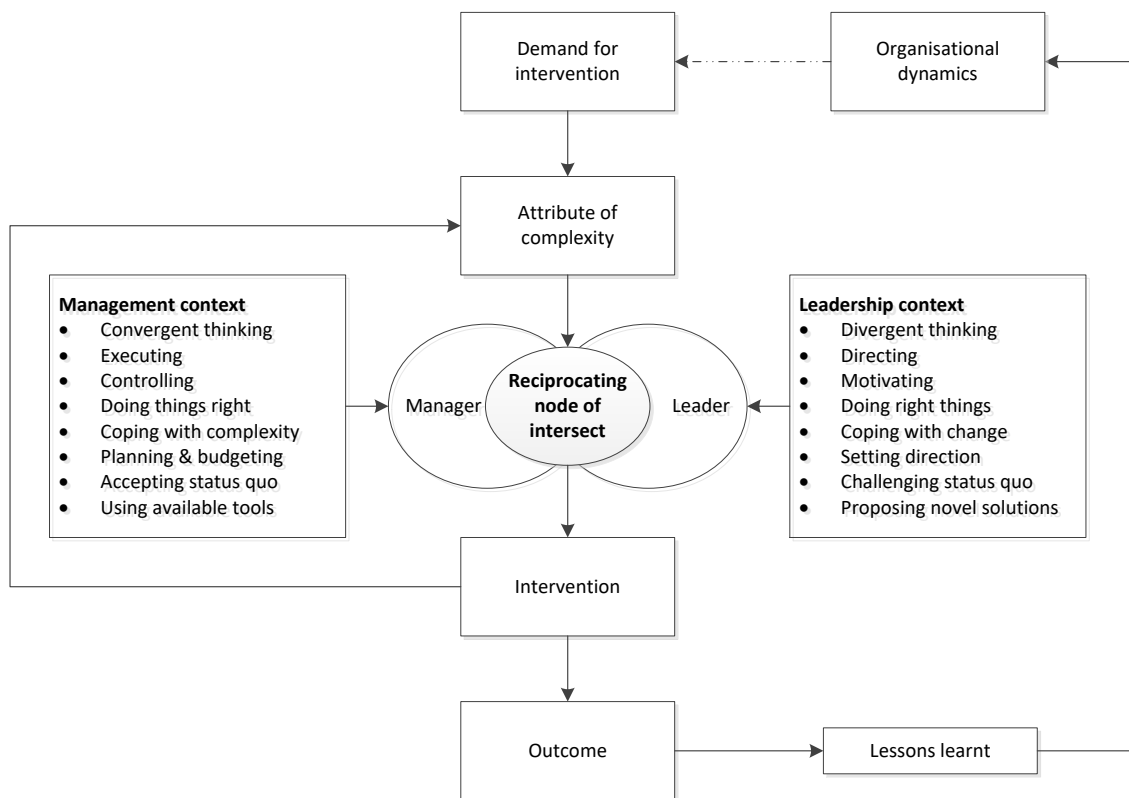 Demand for
intervention
Organisational
dynamics
Attribute of
complexity
Management context
• Convergent thinking
• Executing
• Controlling
• Doing things right
• Coping with complexity
• Planning & budgeting
• Accepting status quo
• Using available tools
Manager
Reciprocating
node of
intersect
Leader
Leadership context
• Divergent thinking
• Directing
• Motivating
• Doing right things
• Coping with change
• Setting direction
• Challenging status quo
• Proposing novel solutions
Intervention
Outcome
Lessons learnt